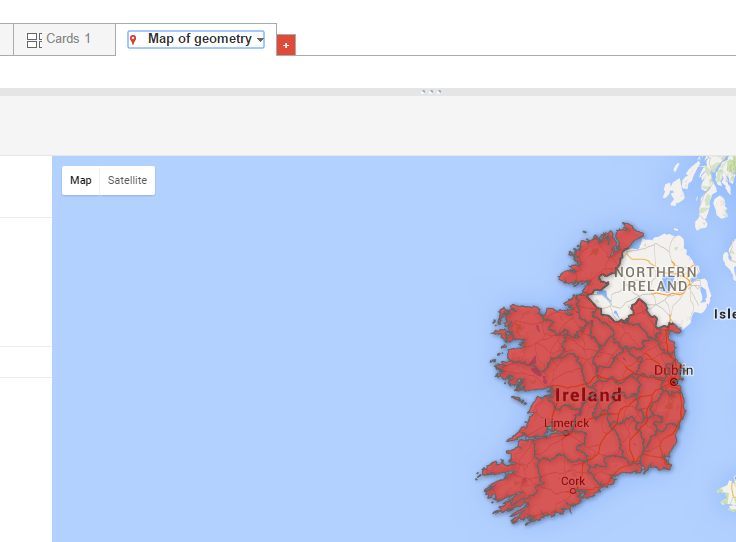 Cards 1
Map of geometry
+
Map
Satellite
NORTHERN
IRELAND
Isle
Dublin
Ireland
Limerick
Cork